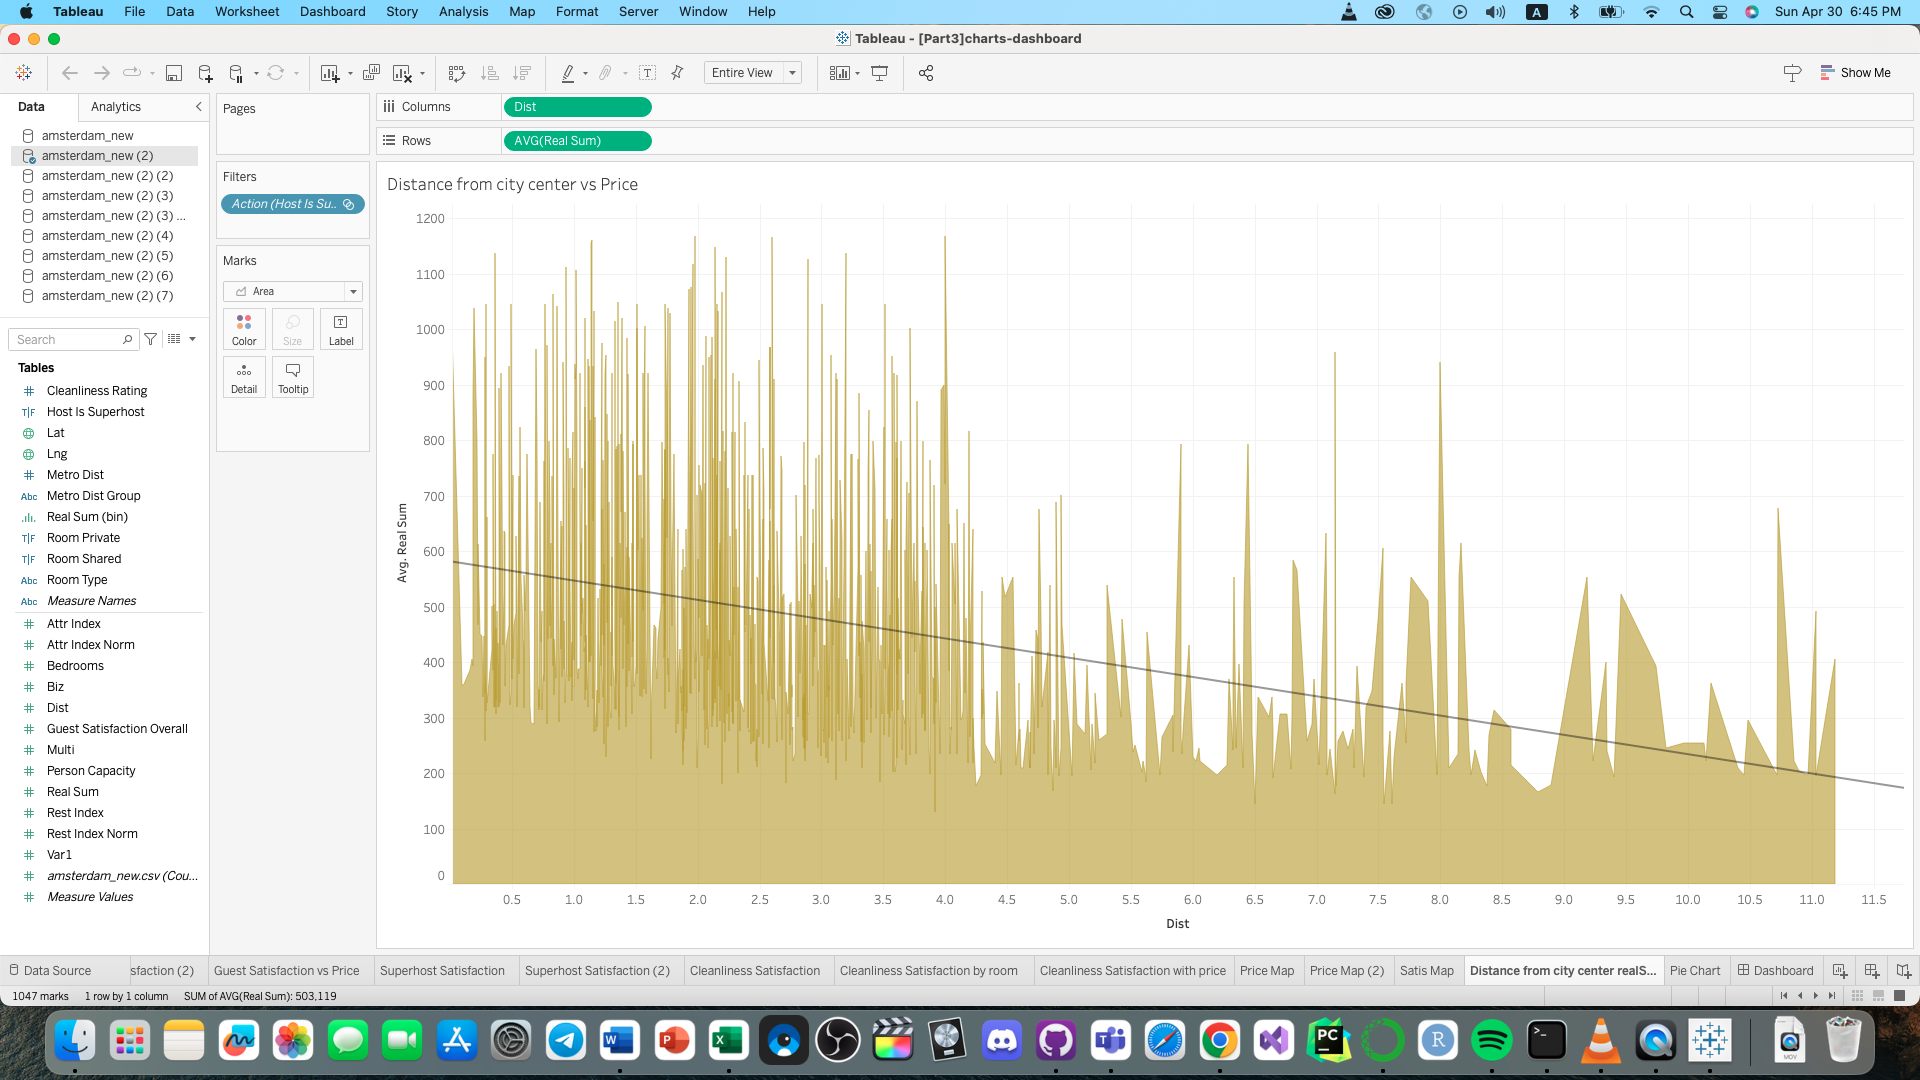 Tableau File Data Worksheet Dashboard Story Analysis Map Format Server Window Help
A Sun Apr 30 6:45 PM
Tableau - [Part3]charts-dashboard
Entire View
Show Me
Data Analytics
amsterdam_new
amsterdam_new (2)
amsterdam_new (2) (2)
amsterdam_new (2) (3)
amsterdam_new (2) (3) ...
amsterdam_new (2) (4)
amsterdam_new (2) (5)
amsterdam_new (2) (6)
amsterdam_new (2) (7)
Search
Tables
Cleanliness Rating
T|F Host Is Superhost
Lat
Lng
Metro Dist
Abc Metro Dist Group
Real Sum (bin)
T|F Room Private
T|F Room Shared
Abc Room Type
Abc Measure Names
Attr Index
Attr Index Norm
Bedrooms
Biz
Dist
Guest Satisfaction Overall
Multi
Person Capacity
Real Sum
Rest Index
Rest Index Norm
Var1
amsterdam_new.csv (Cou...
Measure Values
Pages
Filters
Action (Host Is Su..
Marks
Area
Color Size Label
Detail Tooltip
Columns Dist
Rows AVG(Real Sum)
Distance from city center vs Price
1200
1100
1000
900
800
700
600
500
400
300
200
100
0
Avg. Real Sum
0.5 1.0 1.5 2.0 2.5 3.0 3.5 4.0 4.5 5.0 5.5 6.0 6.5 7.0 7.5 8.0 8.5 9.0 9.5 10.0 10.5 11.0 11.5
Dist
Data Source sfaction (2) Guest Satisfaction vs Price Superhost Satisfaction Superhost Satisfaction (2) Cleanliness Satisfaction Cleanliness Satisfaction by room Cleanliness Satisfaction with price Price Map Price Map (2) Satis Map Distance from city center realS... Pie Chart Dashboard
1047 marks 1 row by 1 column SUM of AVG(Real Sum): 503,119
W P X PC R >_ MOV